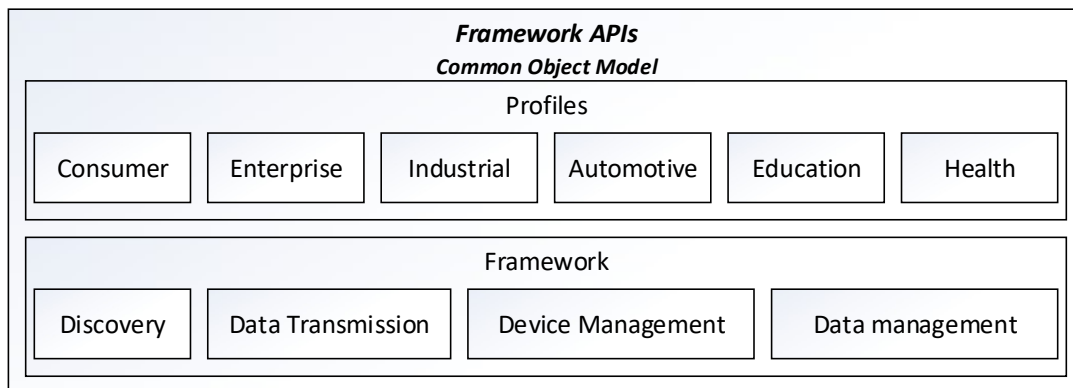 Framework APIs
Common Object Model
Profiles
Consumer Enterprise Industrial Automotive Education Health
Framework
Discovery Data Transmission Device Management Data management